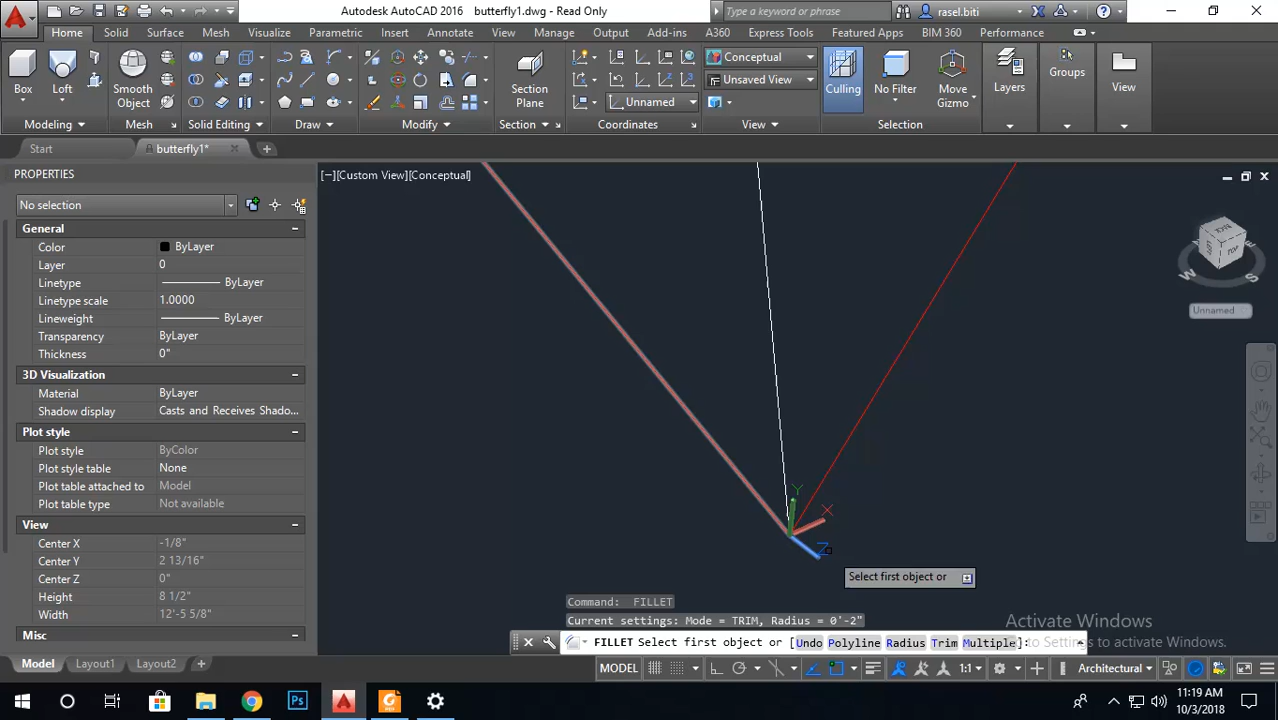 Autodesk AutoCAD 2016 butterfly1.dwg - Read Only
Type a keyword or phrase
rasel.biti
Home Solid Surface Mesh Visualize Parametric Insert Annotate View Manage Output Add-ins A360 Express Tools Featured Apps BIM 360 Performance
Conceptual
Unsaved View
Unnamed
Box Loft Smooth Object Section Plane Culling No Filter Move Gizmo Layers Groups View
Modeling Mesh Solid Editing Draw Modify Section Coordinates View Selection
Start butterfly1*
PROPERTIES
[−][Custom View][Conceptual]
No selection
General
Color ByLayer
Layer 0
Linetype ByLayer
Linetype scale 1.0000
Lineweight ByLayer
Transparency ByLayer
Thickness 0"
3D Visualization
Material ByLayer
Shadow display Casts and Receives Shado...
Plot style
Plot style ByColor
Plot style table None
Plot table attached to Model
Plot table type Not available
View
Center X -1/8"
Center Y 2 13/16"
Center Z 0"
Height 8 1/2"
Width 12'-5 5/8"
Misc
W S
TOP
Unnamed
Y
X
Z
Select first object or
Command: FILLET
Current settings: Mode = TRIM, Radius = 0'-2"
FILLET Select first object or [Undo Polyline Radius Trim Multiple]:
Activate Windows
to Settings to activate Windows.
Model Layout1 Layout2
MODEL 1:1 Architectural
Ps
11:19 AM
10/3/2018